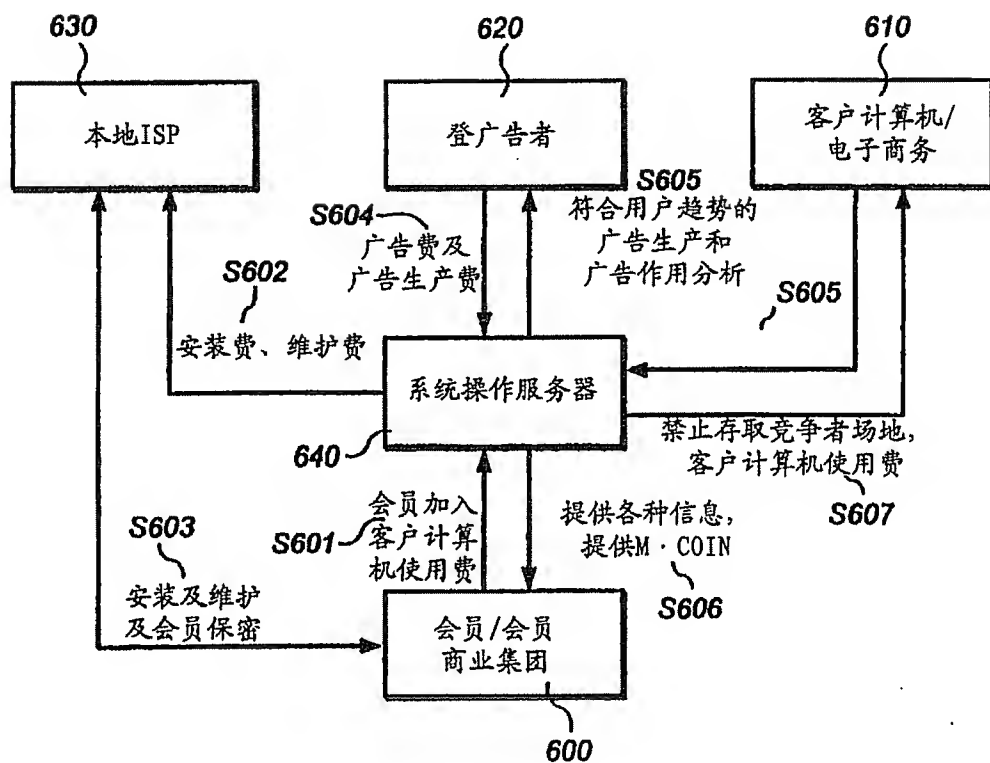 630
620
610
本地ISP
登广告者
客户计算机/
电子商务
S604
广告费及
广告生产费
S605
符合用户趋势的
广告生产和
广告作用分析
S602
安装费、维护费
S605
系统操作服务器
640
禁止存取竞争者场地,
客户计算机使用费
S607
S601
会员加入
客户计算
机使用费
提供各种信息,
提供M·COIN
S606
S603
安装及维护
及会员保密
会员/会员
商业集团
600